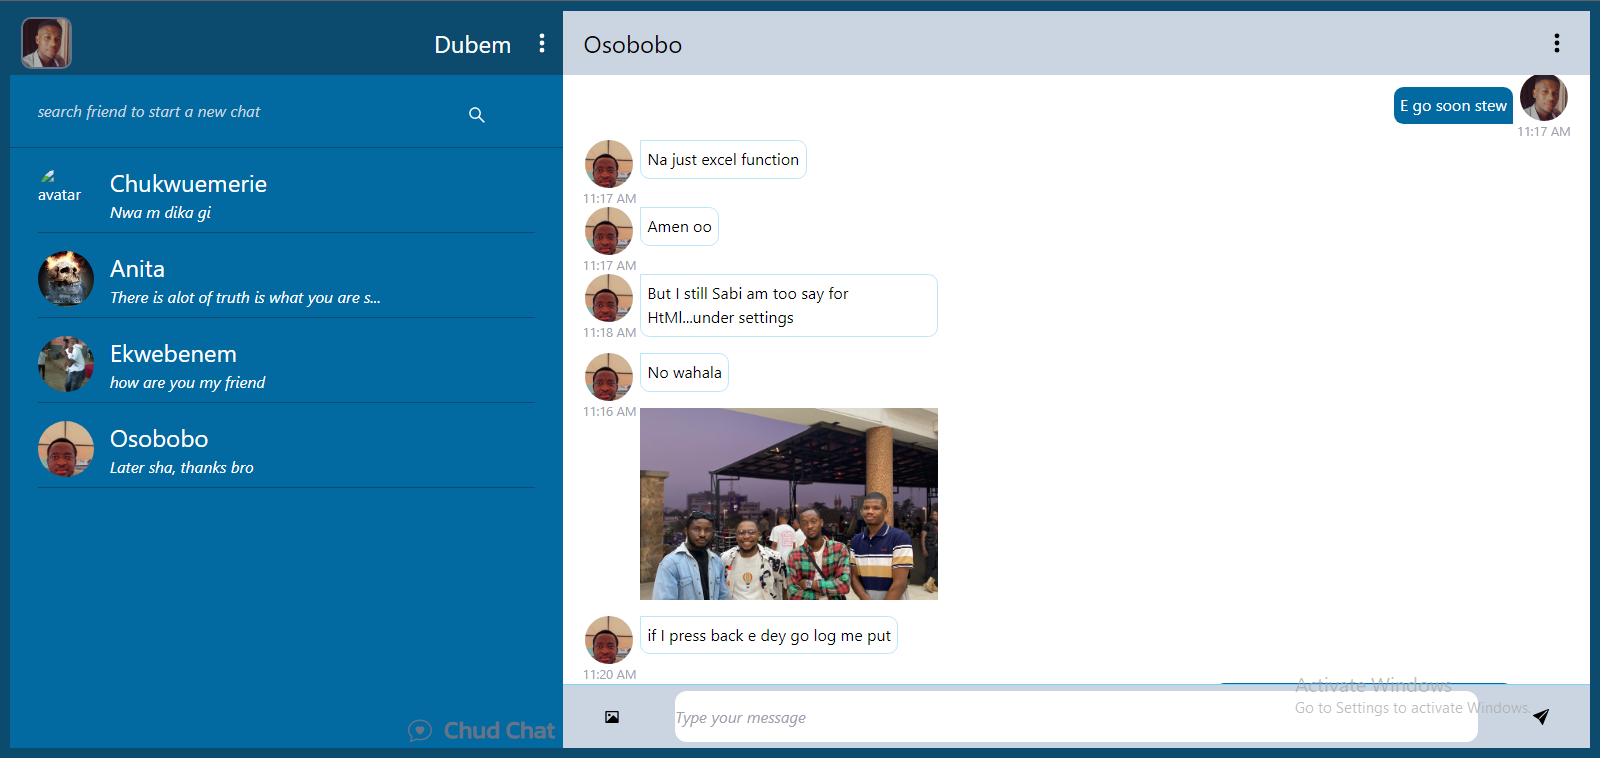 Dubem
search friend to start a new chat
avatar
Chukwuemerie
Nwa m dika gi
Anita
There is alot of truth is what you are s...
Ekwebenem
how are you my friend
Osobobo
Later sha, thanks bro
Chud Chat
Osobobo
E go soon stew
11:17 AM
Na just excel function
11:17 AM
Amen oo
11:17 AM
But I still Sabi am too say for
HtMl...under settings
11:18 AM
No wahala
11:16 AM
if I press back e dey go log me put
11:20 AM
Type your message
Activate Windows
Go to Settings to activate Windows.